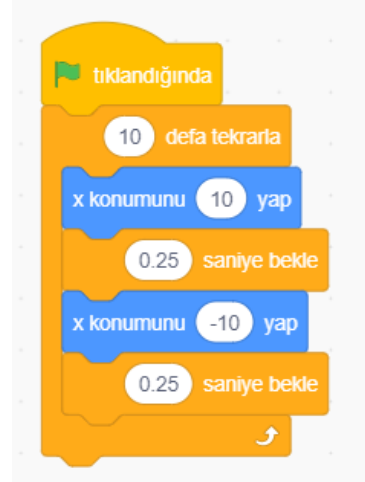 tıklandığında
10 defa tekrarla
x konumunu 10 yap
0.25 saniye bekle
x konumunu -10 yap
0.25 saniye bekle